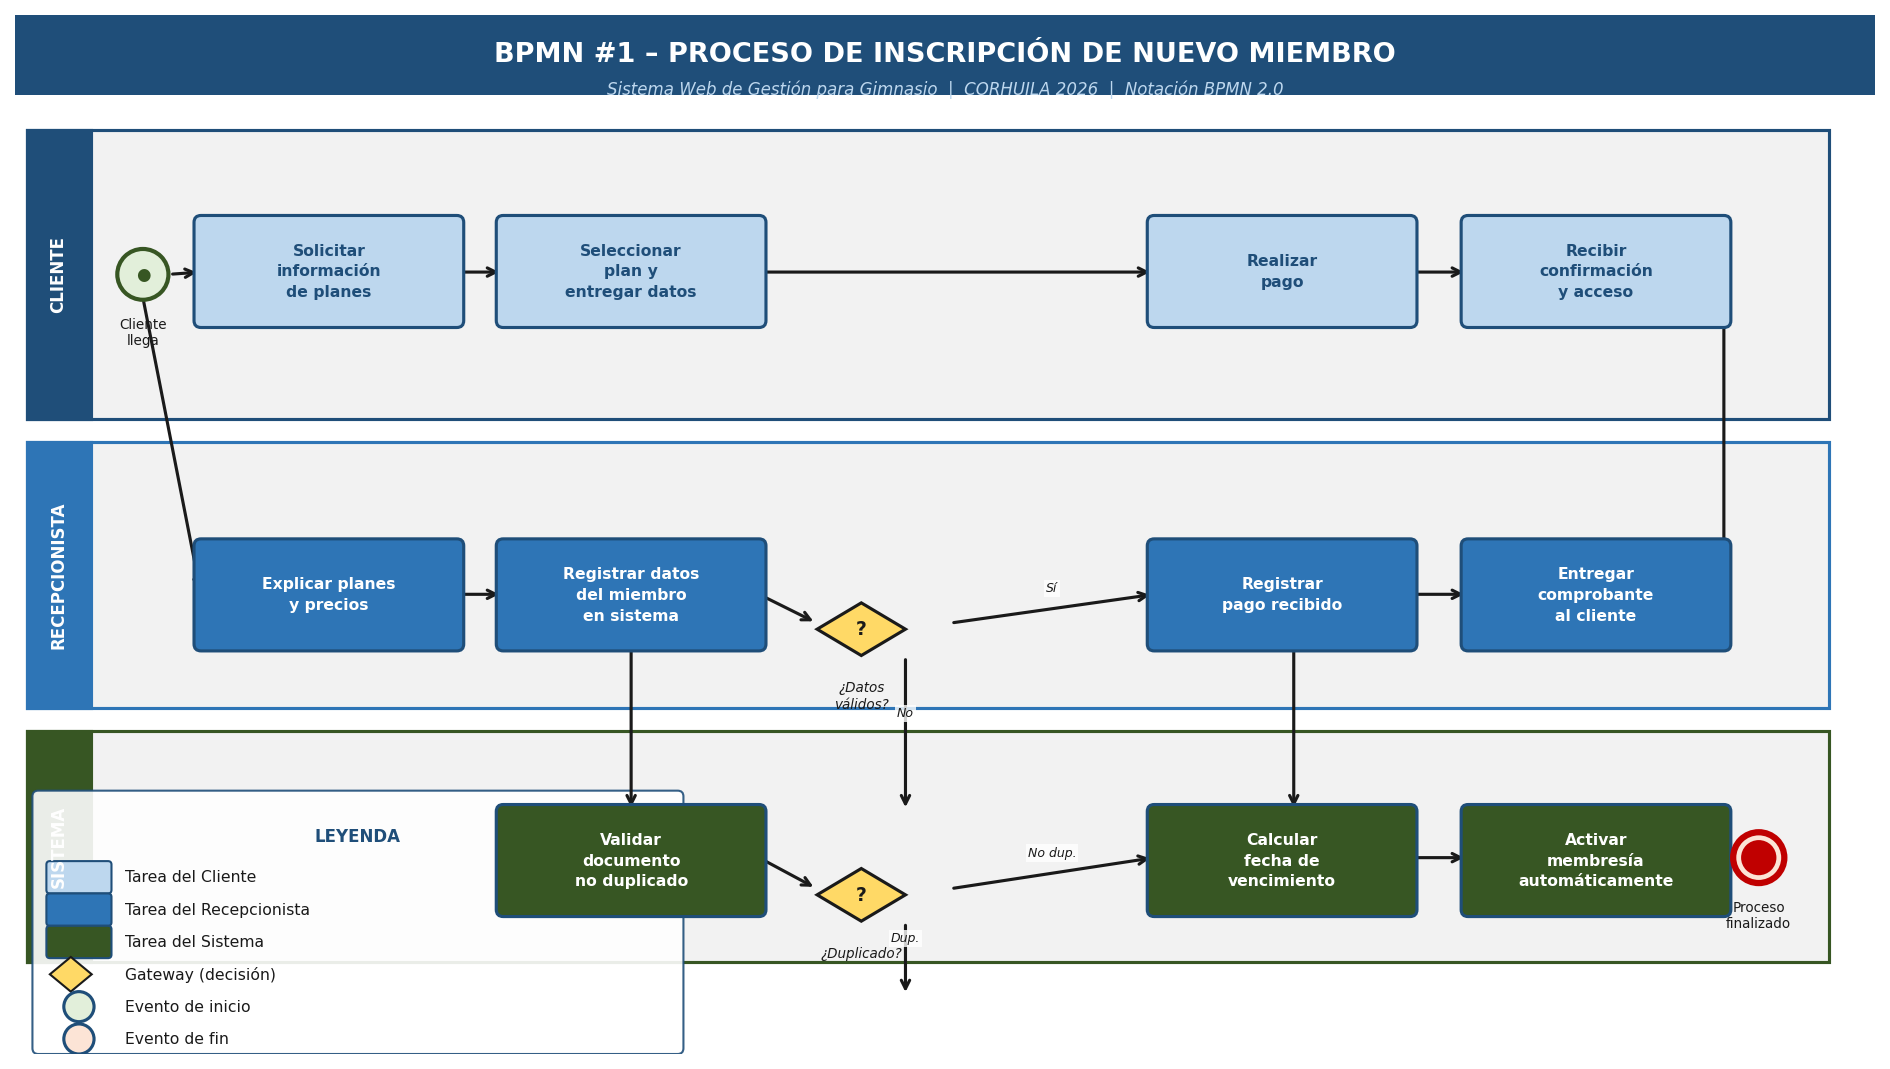 BPMN #1 – PROCESO DE INSCRIPCIÓN DE NUEVO MIEMBRO
Sistema Web de Gestión para Gimnasio | CORHUILA 2026 | Notación BPMN 2.0
CLIENTE
Cliente
llega
Solicitar
información
de planes
Seleccionar
plan y
entregar datos
Realizar
pago
Recibir
confirmación
y acceso
RECEPCIONISTA
Explicar planes
y precios
Registrar datos
del miembro
en sistema
?
¿Datos
válidos?
No
Sí
Registrar
pago recibido
Entregar
comprobante
al cliente
SISTEMA
Validar
documento
no duplicado
?
¿Duplicado?
Dup.
No dup.
Calcular
fecha de
vencimiento
Activar
membresía
automáticamente
Proceso
finalizado
LEYENDA
Tarea del Cliente
Tarea del Recepcionista
Tarea del Sistema
Gateway (decisión)
Evento de inicio
Evento de fin